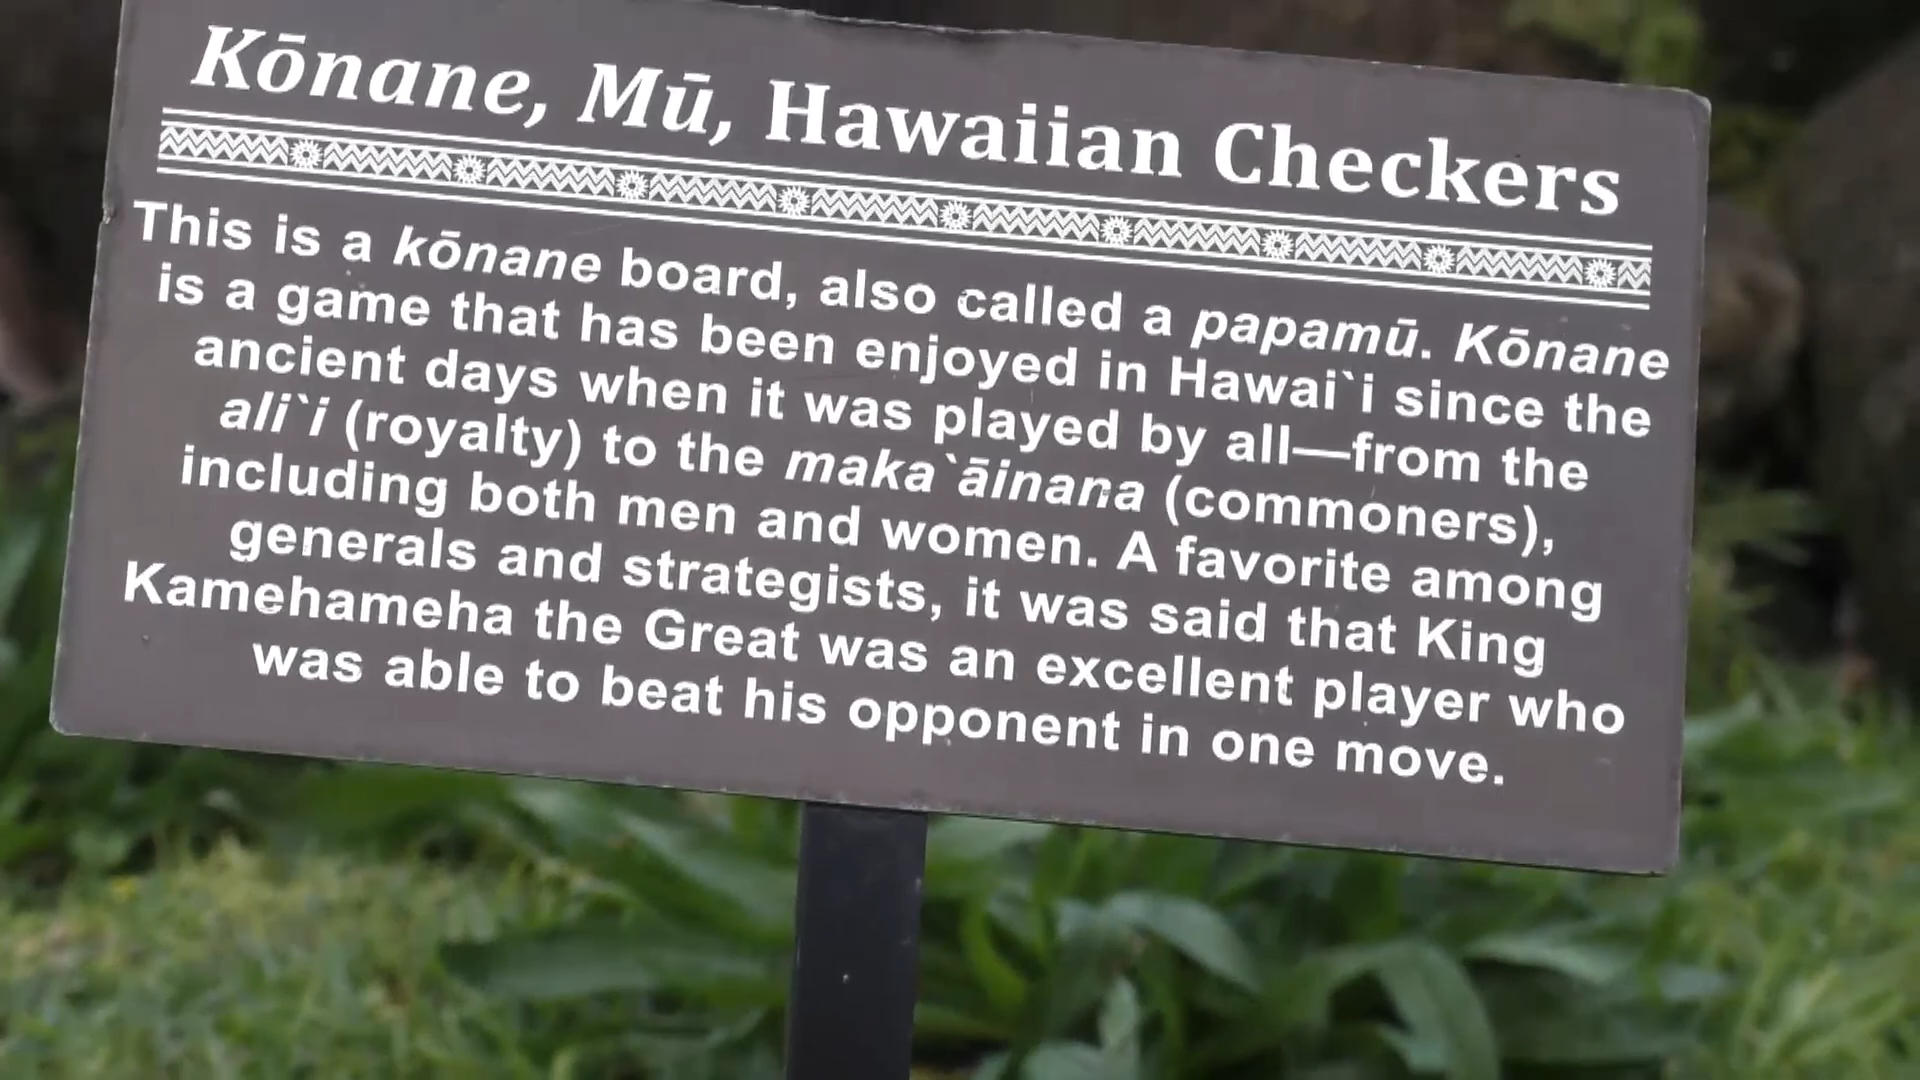 Kōnane, Mū, Hawaiian Checkers
This is a kōnane board, also called a papamū. Kōnane
is a game that has been enjoyed in Hawai`i since the
ancient days when it was played by all—from the
ali`i (royalty) to the maka`āinana (commoners),
including both men and women. A favorite among
generals and strategists, it was said that King
Kamehameha the Great was an excellent player who
was able to beat his opponent in one move.